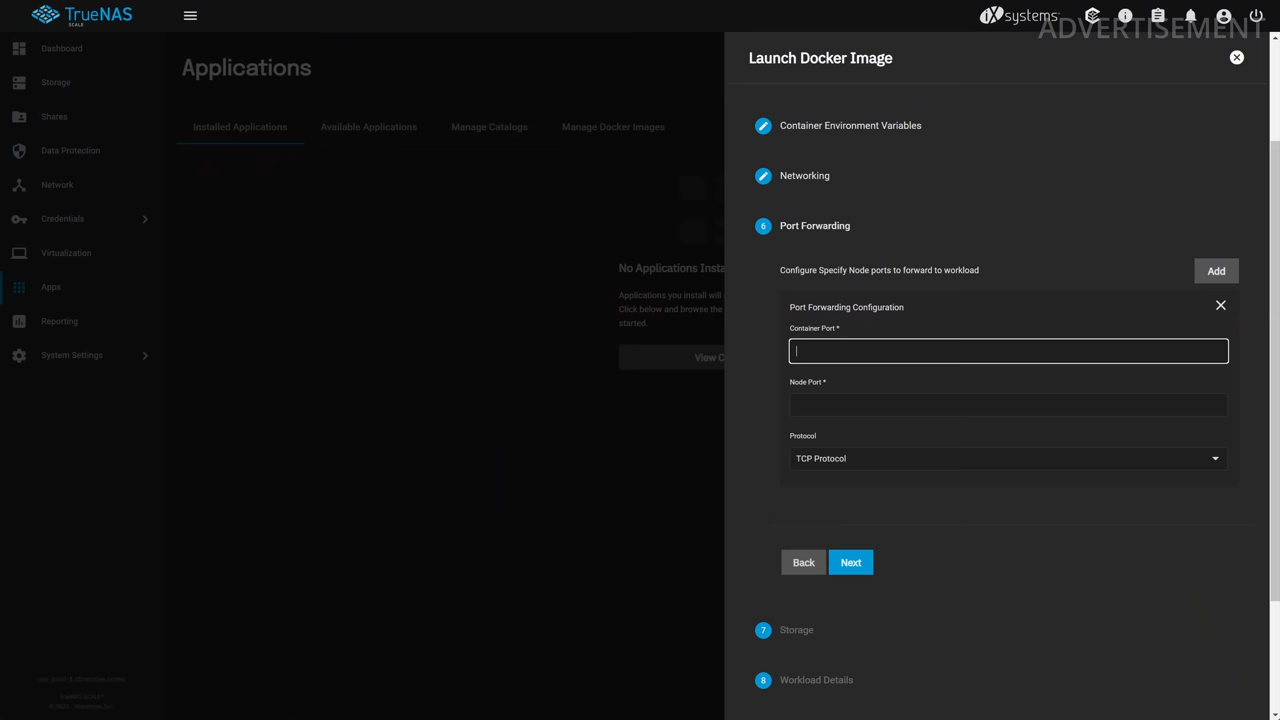 TrueNAS
SCALE
iXsystems
ADVERTISEMENT
Dashboard
Storage
Shares
Data Protection
Network
Credentials
Virtualization
Apps
Reporting
System Settings
Applications
Installed Applications
Available Applications
Manage Catalogs
Manage Docker Images
No Applications Insta
Applications you install will
Click below and browse the
started.
View C
Launch Docker Image
Container Environment Variables
Networking
6 Port Forwarding
Configure Specify Node ports to forward to workload
Add
Port Forwarding Configuration
Container Port *
Node Port *
Protocol
TCP Protocol
Back
Next
7 Storage
8 Workload Details